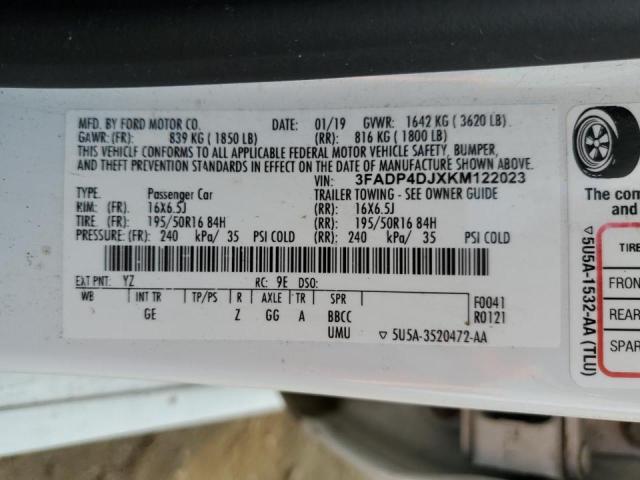 MFD. BY FORD MOTOR CO. DATE: 01/19 GVWR: 1642 KG ( 3620 LB)
GAWR: (FR): 839 KG ( 1850 LB) (RR): 816 KG ( 1800 LB)
THIS VEHICLE CONFORMS TO ALL APPLICABLE FEDERAL MOTOR VEHICLE SAFETY, BUMPER,
AND THEFT PREVENTION STANDARDS IN EFFECT ON THE DATE OF MANUFACTURE SHOWN ABOVE.
VIN: 3FADP4DJXKM122023
TYPE: Passenger Car TRAILER TOWING - SEE OWNER GUIDE
RIM: (FR): 16X6.5J (RR): 16X6.5J
TIRE: (FR): 195/50R16 84H (RR): 195/50R16 84H
PRESSURE: (FR): 240 kPa/ 35 PSI COLD (RR): 240 kPa/ 35 PSI COLD
EXT PNT: YZ RC: 9E DSO:
WB INT TR TP/PS R AXLE TR SPR F0041
GE Z GG A BBCC R0121
UMU ▽ 5U5A-3520472-AA
The com
and
▽5U5A-1532-AA (TLU)
TIRE
FRON
REAR
SPAR